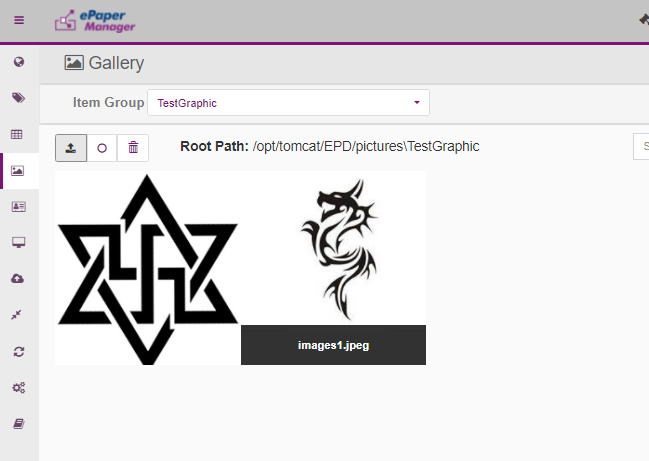 ePaper
Manager
Gallery
Item Group TestGraphic
Root Path: /opt/tomcat/EPD/pictures\TestGraphic
S
images1.jpeg